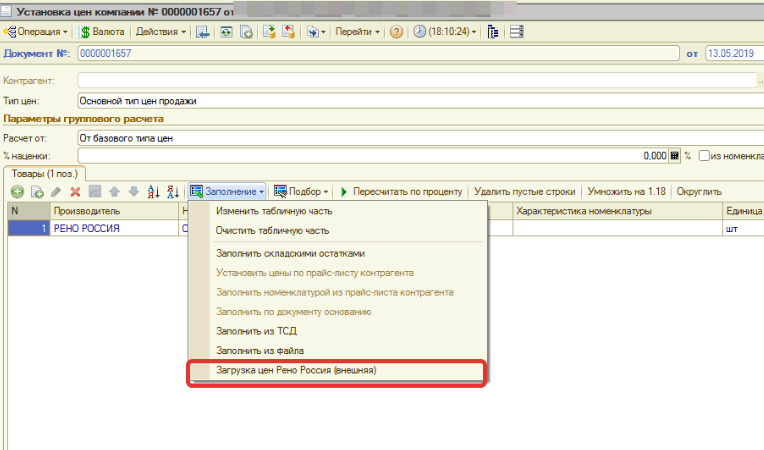 Установка цен компании № 0000001657 от
Операция Валюта Действия Перейти (18:10:24)
Документ №: 0000001657 от 13.05.2019
Контрагент:
Тип цен: Основной тип цен продажи
Параметры группового расчета
Расчет от: От базового типа цен
% наценки: 0,000 % из номенкла
Товары (1 поз.)
Заполнение Подбор Пересчитать по проценту Удалить пустые строки Умножить на 1.18 Округлить
N Производитель Н Характеристика номенклатуры Единица
1 РЕНО РОССИЯ С шт
Изменить табличную часть
Очистить табличную часть
Заполнить складскими остатками
Установить цены по прайс-листу контрагента
Заполнить номенклатурой из прайс-листа контрагента
Заполнить по документу основанию
Заполнить из ТСД
Заполнить из файла
Загрузка цен Рено Россия (внешняя)